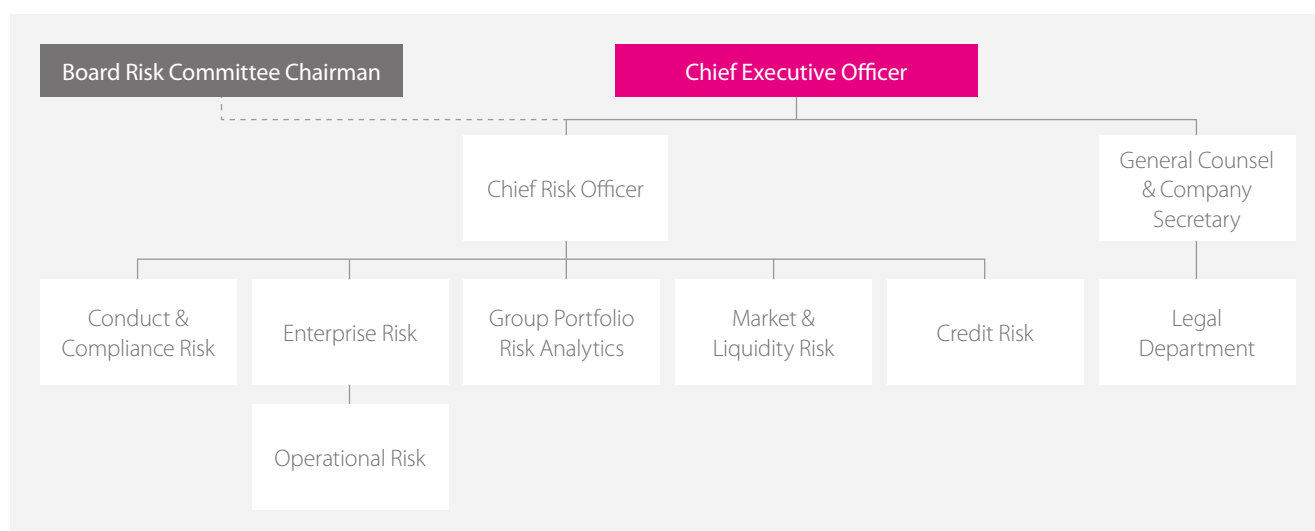 Board Risk Committee Chairman
Chief Executive Officer
Chief Risk Officer
General Counsel
& Company
Secretary
Conduct &
Compliance Risk
Enterprise Risk
Group Portfolio
Risk Analytics
Market &
Liquidity Risk
Credit Risk
Legal
Department
Operational Risk